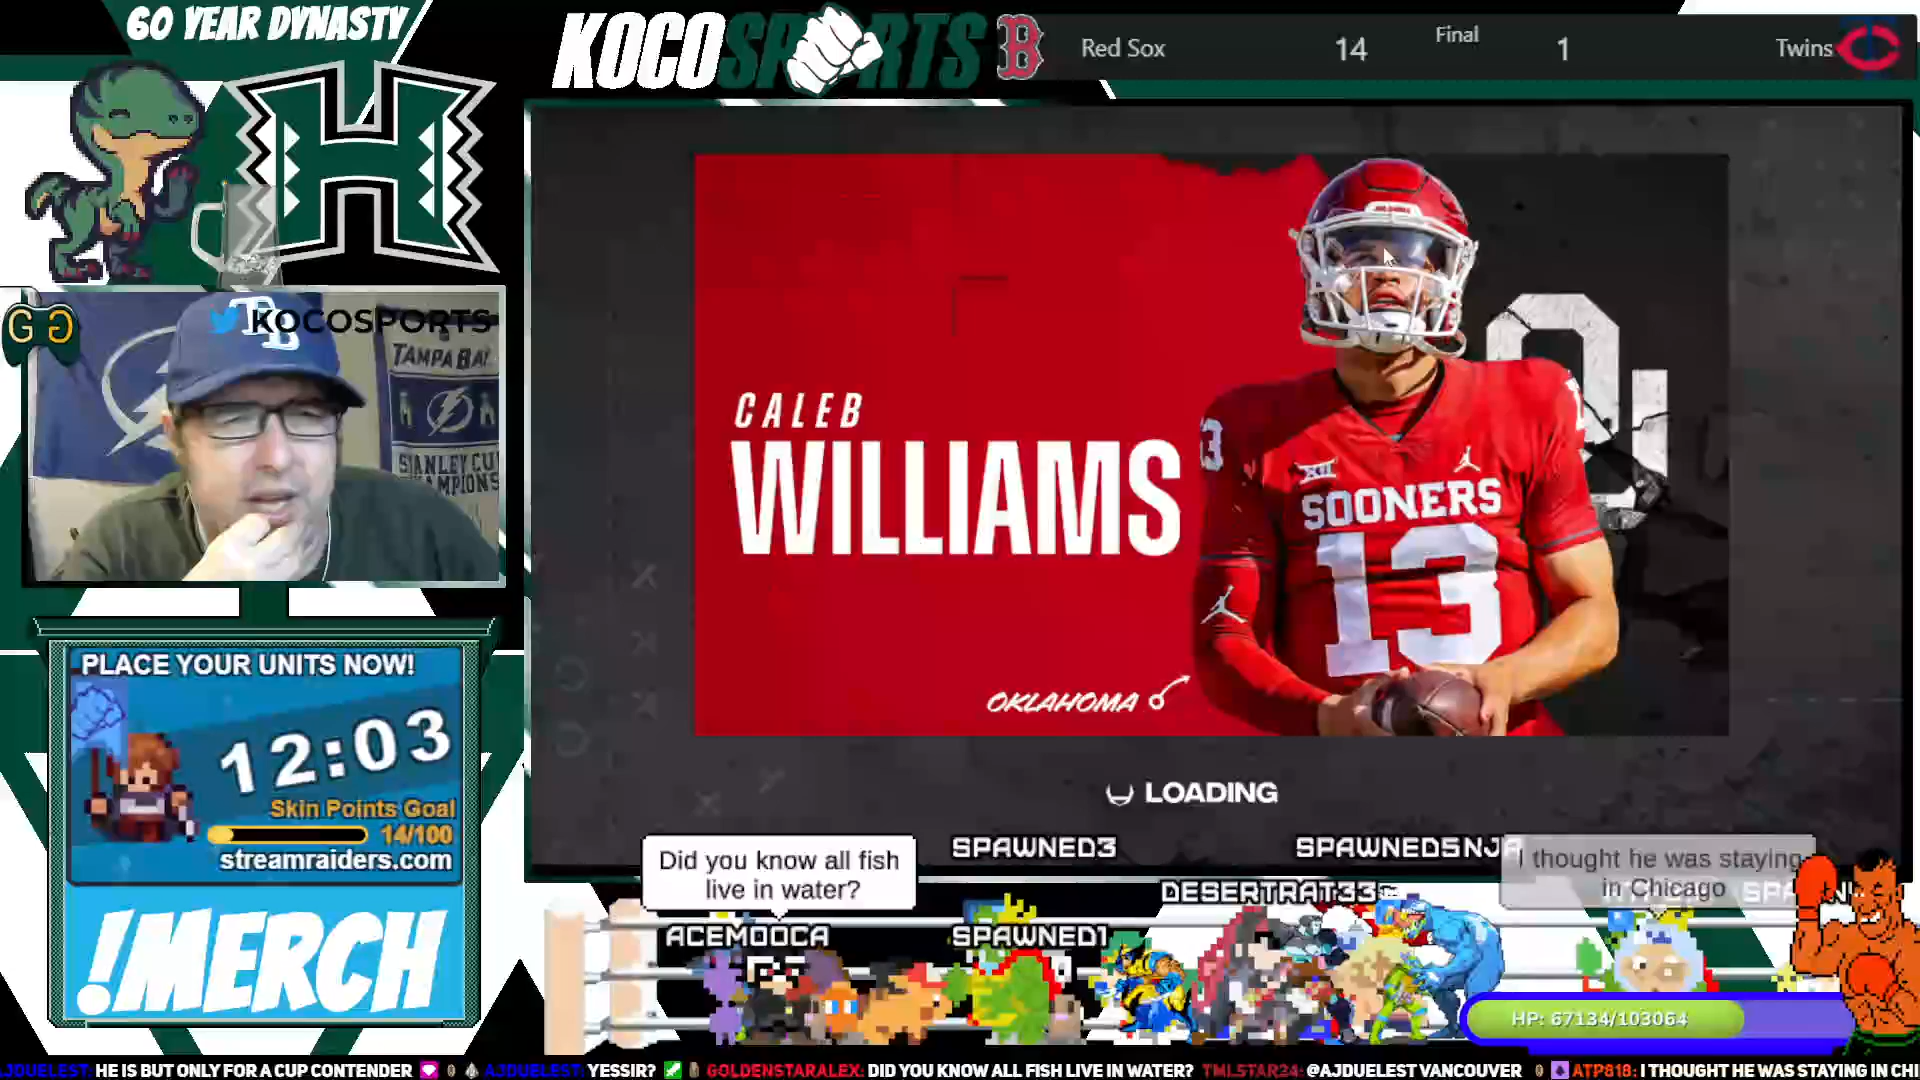 60 YEAR DYNASTY
KOCOSPORTS
B
Red Sox
14
Final
1
Twins
C
H
GG
TB
KOCOSPORTS
TAMPA BAY
STANLEY CUP
CHAMPIONS
CALEB
WILLIAMS
OKLAHOMA
SOONERS
13
XII
LOADING
PLACE YOUR UNITS NOW!
12:03
Skin Points Goal
14/100
streamraiders.com
!MERCH
Did you know all fish
live in water?
SPAWNED3
SPAWNED5NJA
I thought he was staying
in Chicago
DESERTRAT33
ACEMOOCA
SPAWNED1
HP: 67134/103064
AJDUELEST: HE IS BUT ONLY FOR A CUP CONTENDER AJDUELEST: YESSIR? GOLDENSTARALEX: DID YOU KNOW ALL FISH LIVE IN WATER? TMLSTAR24: @AJDUELEST VANCOUVER ATP818: I THOUGHT HE WAS STAYING IN CHI